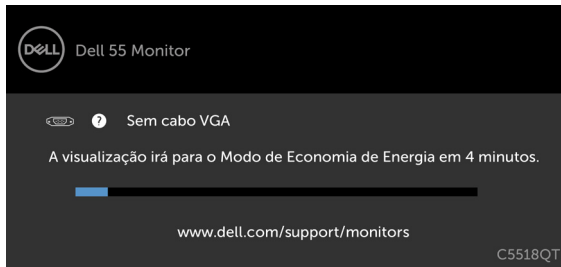 DELL Dell 55 Monitor
? Sem cabo VGA
A visualização irá para o Modo de Economia de Energia em 4 minutos.
www.dell.com/support/monitors
C5518QT